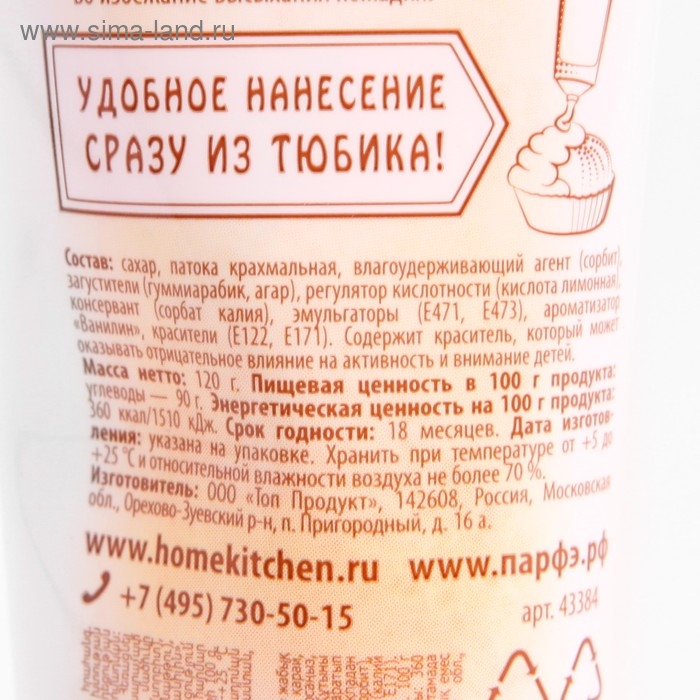 во избежание высыхания помадки.
www.sima-land.ru
УДОБНОЕ НАНЕСЕНИЕ
СРАЗУ ИЗ ТЮБИКА!
Состав: сахар, патока крахмальная, влагоудерживающий агент (сорбит),
загустители (гуммиарабик, агар), регулятор кислотности (кислота лимонная),
консервант (сорбат калия), эмульгаторы (Е471, Е473), ароматизатор
«Ванилин», красители (Е122, Е171). Содержит краситель, который может
оказывать отрицательное влияние на активность и внимание детей.
Масса нетто: 120 г. Пищевая ценность в 100 г продукта:
углеводы — 90 г. Энергетическая ценность на 100 г продукта:
360 ккал/1510 кДж. Срок годности: 18 месяцев. Дата изготов-
ления: указана на упаковке. Хранить при температуре от +5 до
+25 °С и относительной влажности воздуха не более 70 %.
Изготовитель: ООО «Топ Продукт», 142608, Россия, Московская
обл., Орехово-Зуевский р-н, п. Пригородный, д. 16 а.
www.homekitchen.ru www.парфэ.рф
+7 (495) 730-50-15
арт. 43384